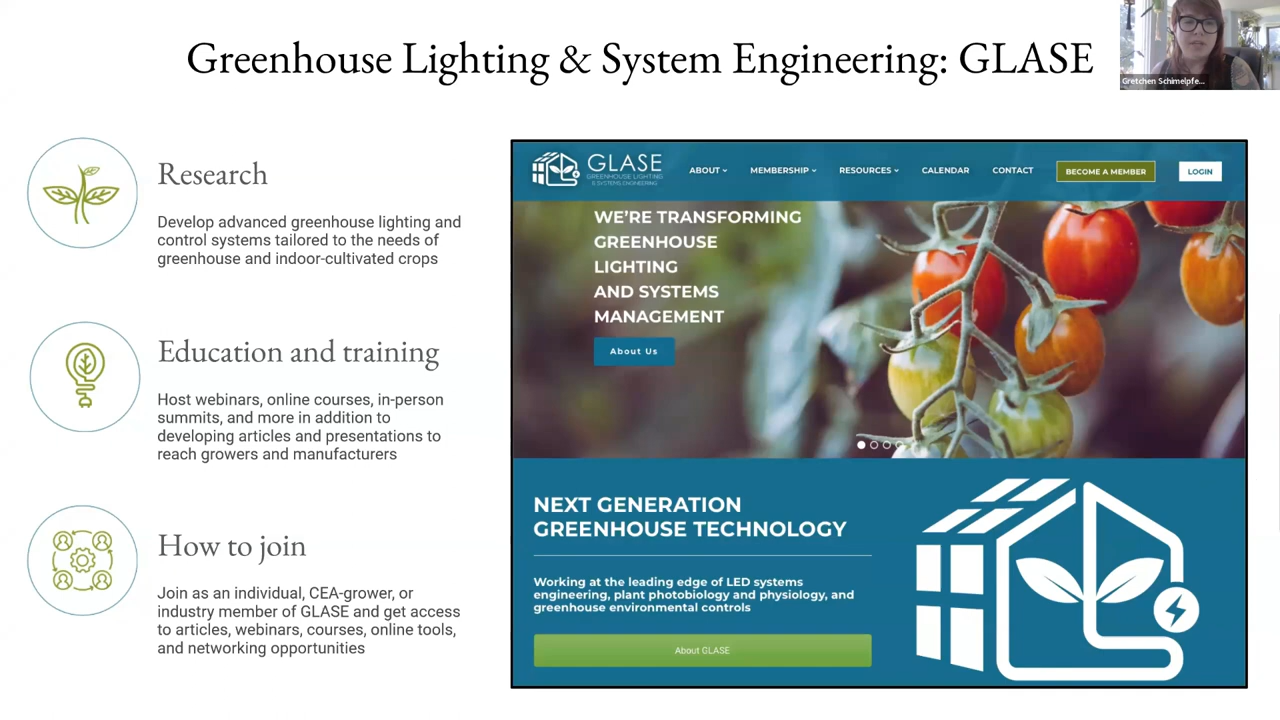 Greenhouse Lighting & System Engineering: GLASE
Gretchen Schimelpfe...
Research
Develop advanced greenhouse lighting and
control systems tailored to the needs of
greenhouse and indoor-cultivated crops
Education and training
Host webinars, online courses, in-person
summits, and more in addition to
developing articles and presentations to
reach growers and manufacturers
How to join
Join as an individual, CEA-grower, or
industry member of GLASE and get access
to articles, webinars, courses, online tools,
and networking opportunities
GLASE
GREENHOUSE LIGHTING
& SYSTEMS ENGINEERING
ABOUT MEMBERSHIP RESOURCES CALENDAR CONTACT BECOME A MEMBER LOGIN
WE'RE TRANSFORMING
GREENHOUSE
LIGHTING
AND SYSTEMS
MANAGEMENT
About Us
NEXT GENERATION
GREENHOUSE TECHNOLOGY
Working at the leading edge of LED systems
engineering, plant photobiology and physiology, and
greenhouse environmental controls
About GLASE